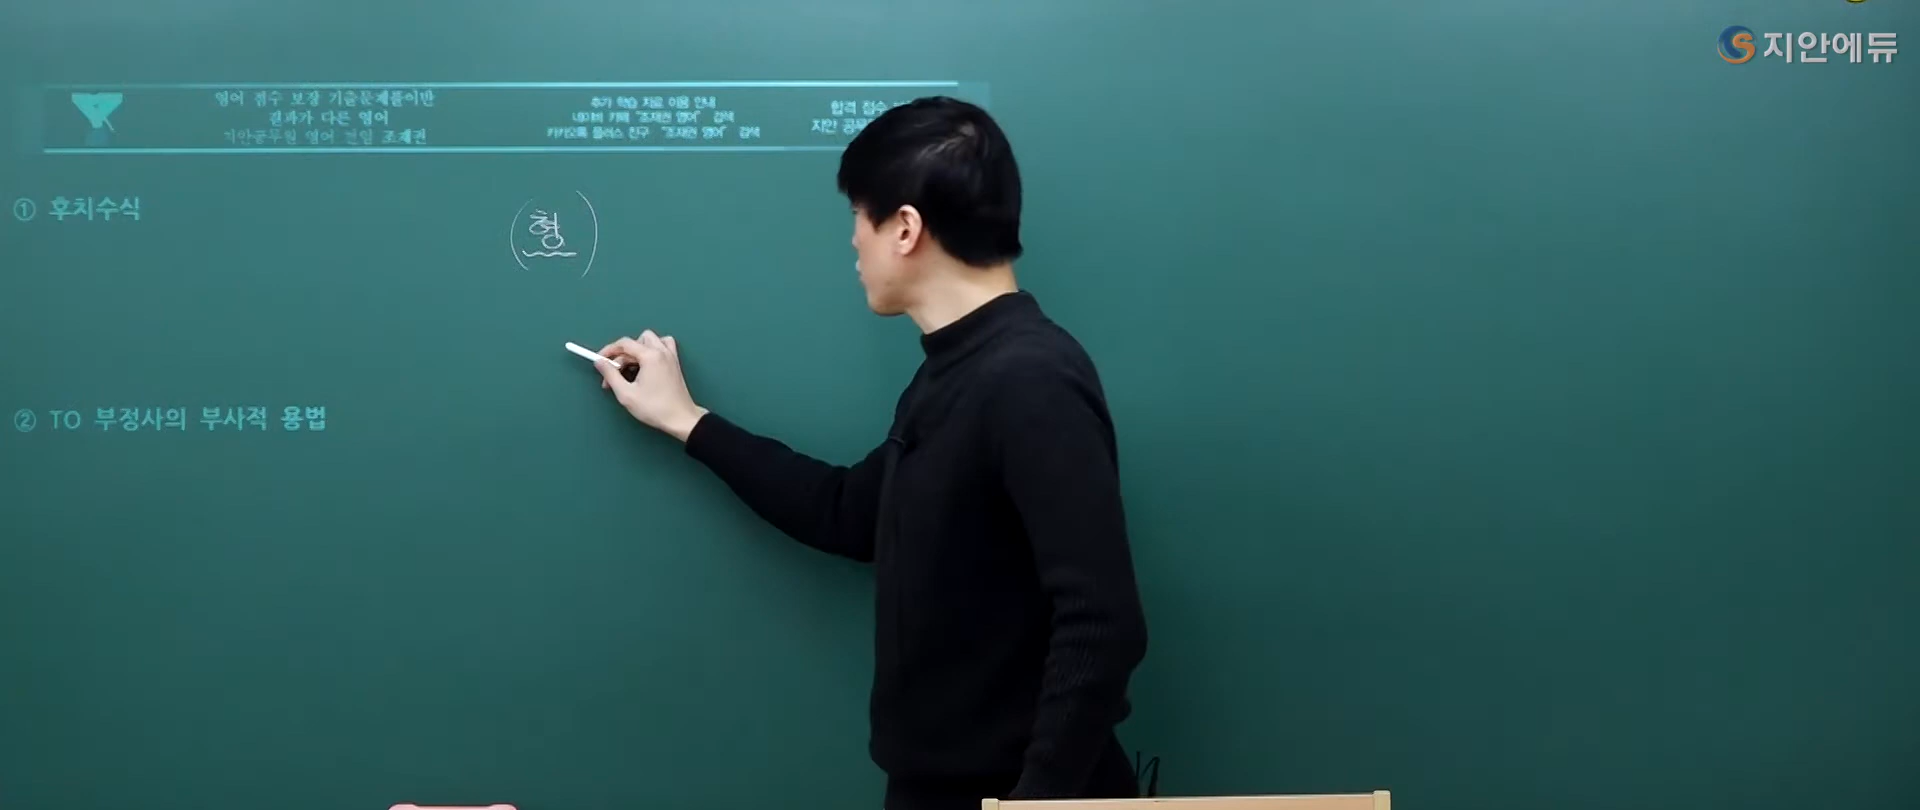 지안에듀
영어 점수 보장 기출문제풀이반
결과가 다른 영어
지안공무원 영어 전임 조재권
추가 학습 자료 이용 안내
네이버 카페 "조재권 영어" 검색
카카오톡 플러스 친구 "조재권 영어" 검색
합격 점수
지안 공
① 후치수식
(형)
② TO 부정사의 부사적 용법